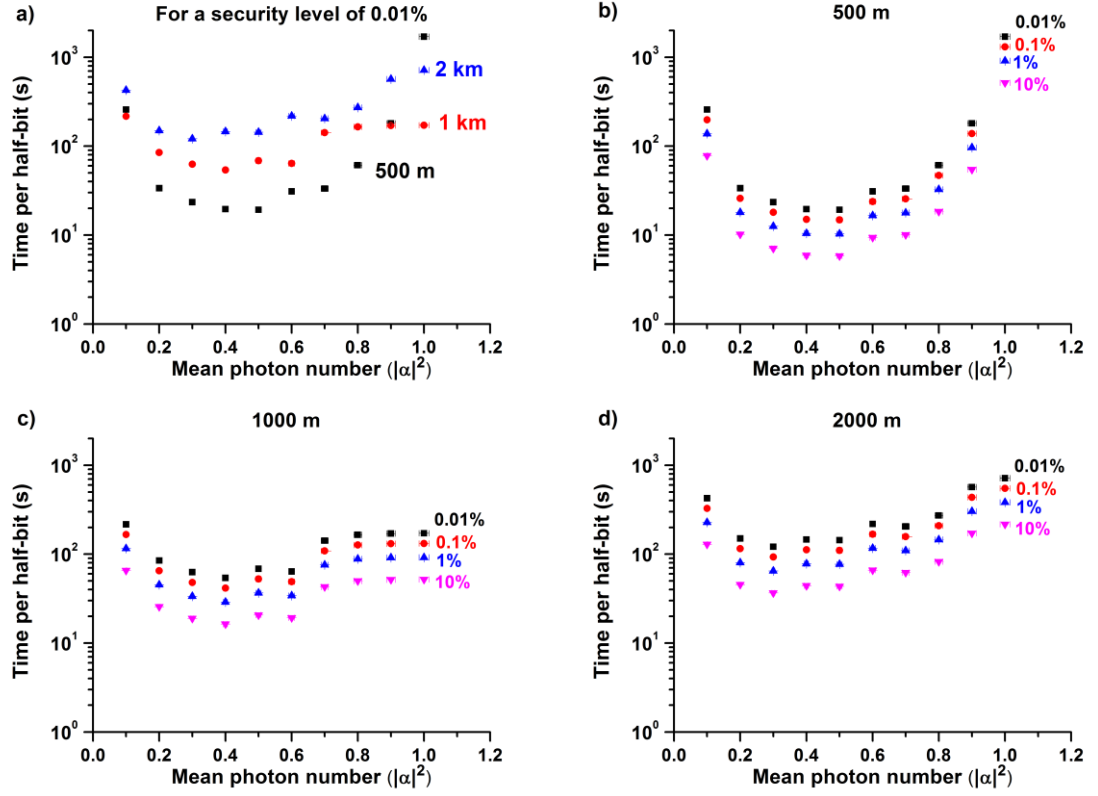 a)
For a security level of 0.01%
Time per half-bit (s)
10³
10²
10¹
10⁰
2 km
1 km
500 m
0.0 0.2 0.4 0.6 0.8 1.0 1.2
Mean photon number (|α|²)
b)
500 m
Time per half-bit (s)
10³
10²
10¹
10⁰
0.01%
0.1%
1%
10%
0.0 0.2 0.4 0.6 0.8 1.0 1.2
Mean photon number (|α|²)
c)
1000 m
Time per half-bit (s)
10³
10²
10¹
10⁰
0.01%
0.1%
1%
10%
0.0 0.2 0.4 0.6 0.8 1.0 1.2
Mean photon number (|α|²)
d)
2000 m
Time per half-bit (s)
10³
10²
10¹
10⁰
0.01%
0.1%
1%
10%
0.0 0.2 0.4 0.6 0.8 1.0 1.2
Mean photon number (|α|²)